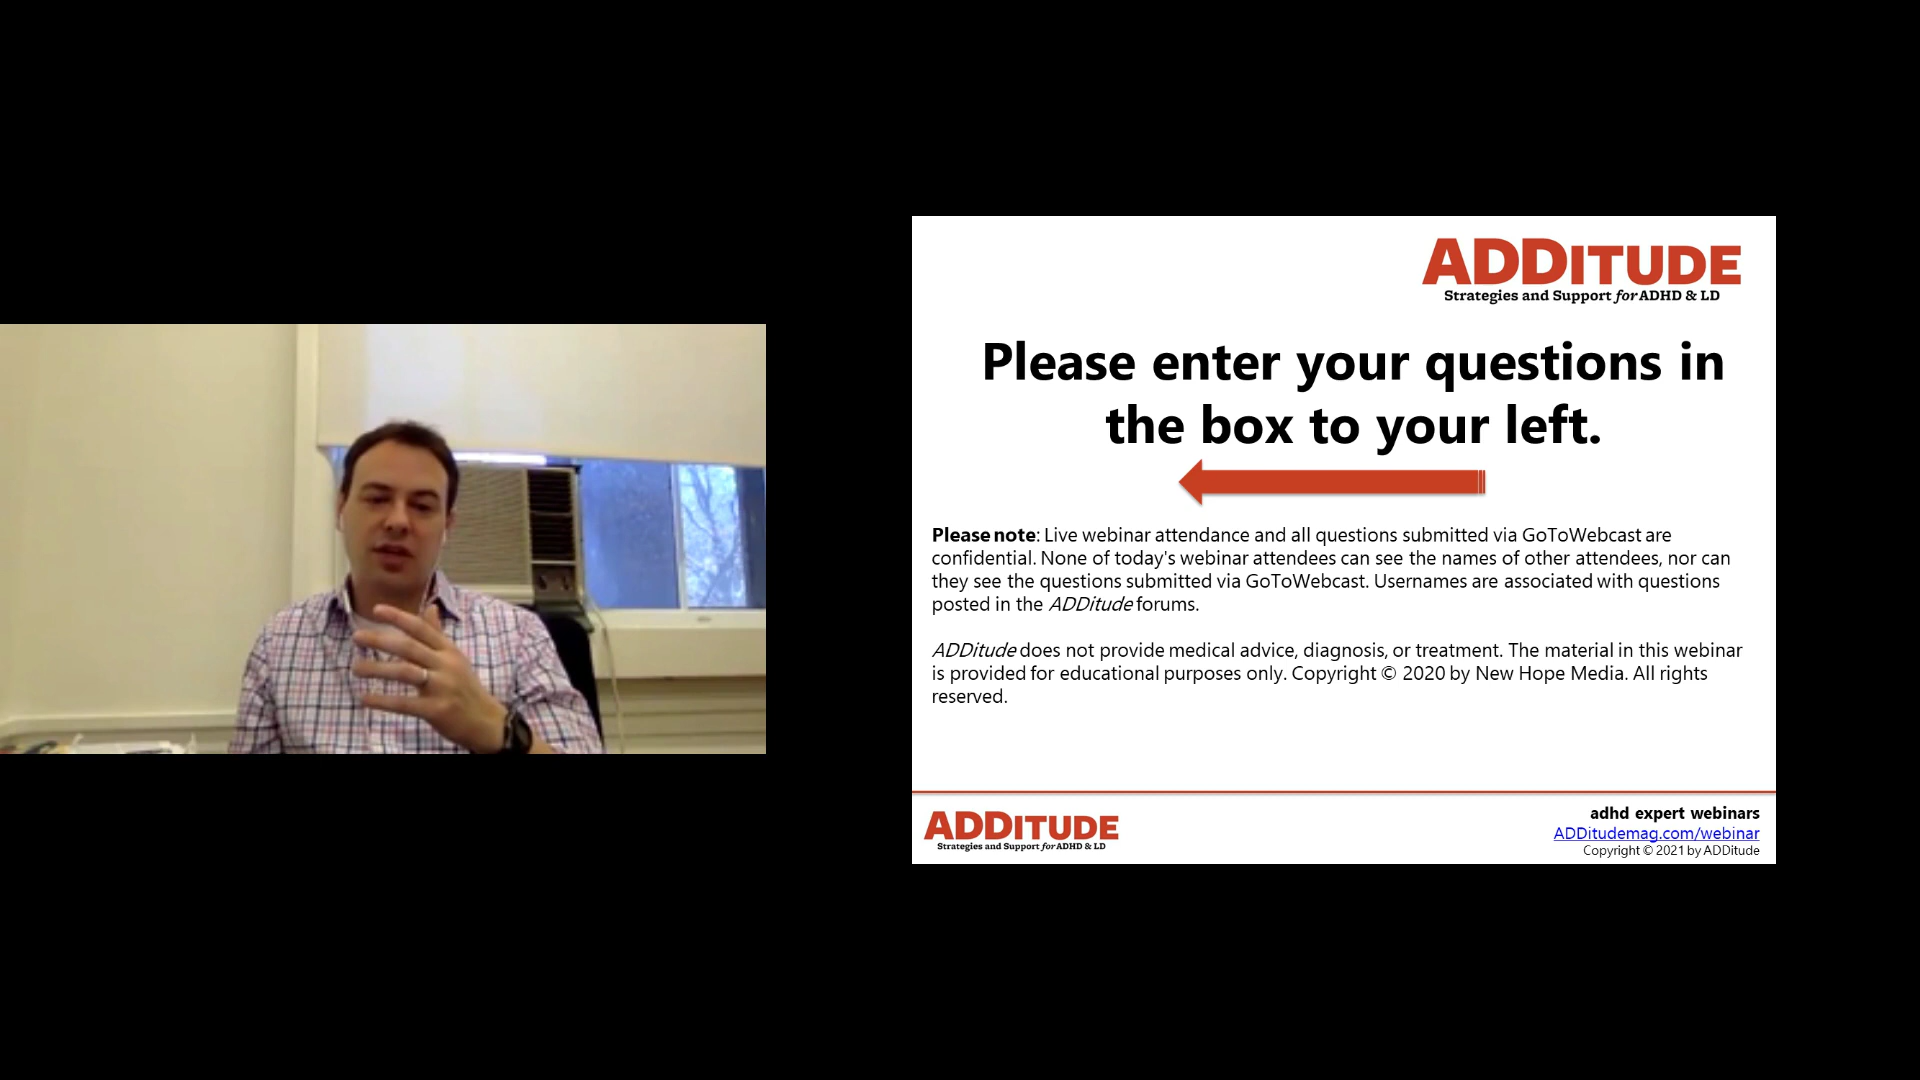 ADDITUDE
Strategies and Support for ADHD & LD
Please enter your questions in
the box to your left.
Please note: Live webinar attendance and all questions submitted via GoToWebcast are
confidential. None of today's webinar attendees can see the names of other attendees, nor can
they see the questions submitted via GoToWebcast. Usernames are associated with questions
posted in the ADDitude forums.
ADDitude does not provide medical advice, diagnosis, or treatment. The material in this webinar
is provided for educational purposes only. Copyright © 2020 by New Hope Media. All rights
reserved.
ADDITUDE
Strategies and Support for ADHD & LD
adhd expert webinars
ADDitudemag.com/webinar
Copyright © 2021 by ADDitude